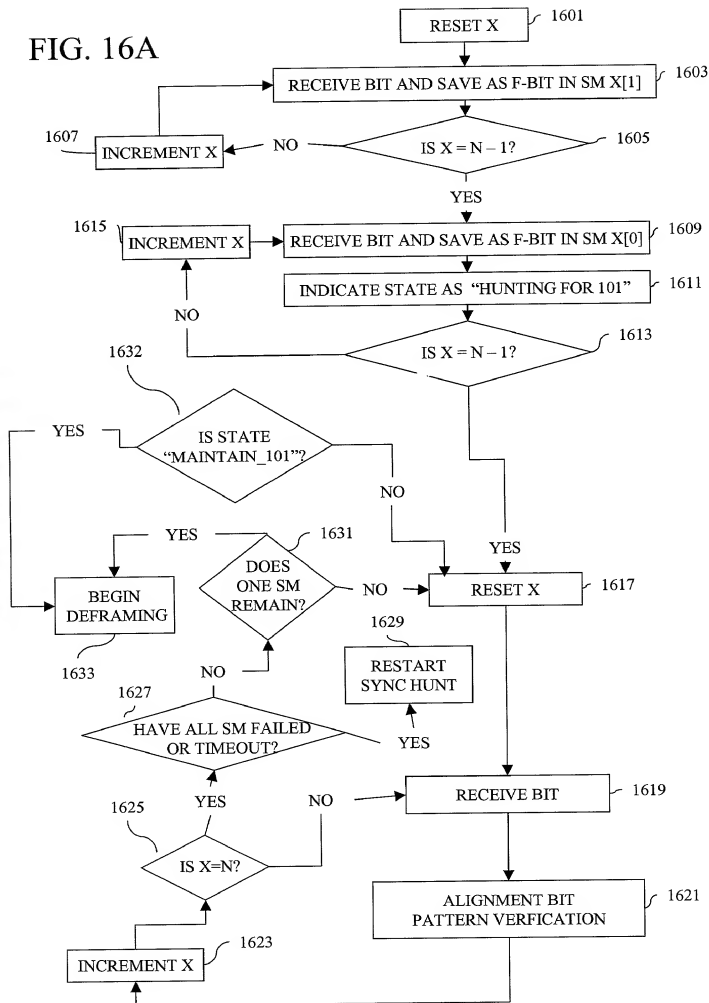 FIG. 16A
RESET X
1601
RECEIVE BIT AND SAVE AS F-BIT IN SM X[1]
1603
1607
INCREMENT X
NO
IS X = N – 1?
1605
YES
1615
INCREMENT X
RECEIVE BIT AND SAVE AS F-BIT IN SM X[0]
1609
INDICATE STATE AS “HUNTING FOR 101”
1611
NO
IS X = N – 1?
1613
1632
YES
IS STATE
“MAINTAIN_101”?
NO
YES
YES
1631
DOES
ONE SM
REMAIN?
NO
RESET X
1617
BEGIN
DEFRAMING
1633
1629
RESTART
SYNC HUNT
NO
1627
HAVE ALL SM FAILED
OR TIMEOUT?
YES
YES
NO
RECEIVE BIT
1619
1625
IS X=N?
ALIGNMENT BIT
PATTERN VERFICATION
1621
1623
INCREMENT X